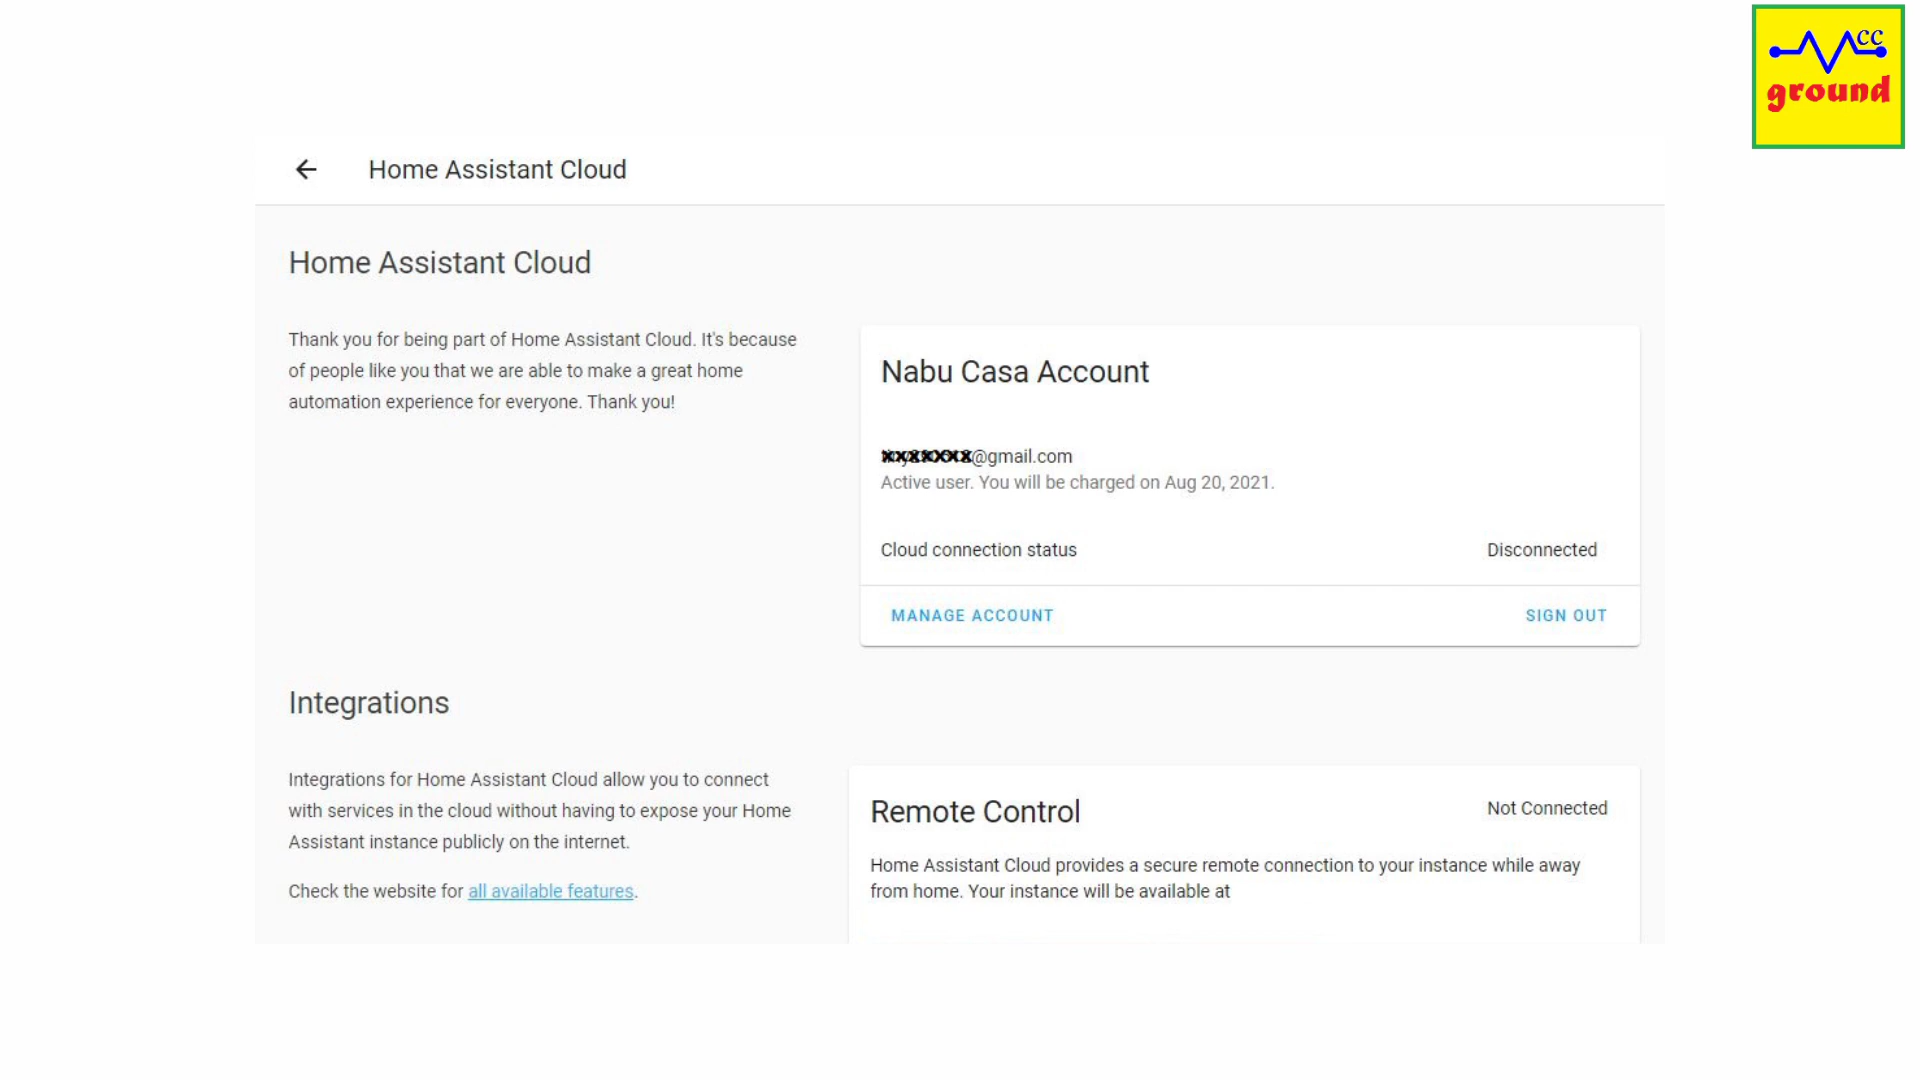 cc
ground
Home Assistant Cloud
Home Assistant Cloud
Thank you for being part of Home Assistant Cloud. It's because
of people like you that we are able to make a great home
automation experience for everyone. Thank you!
Nabu Casa Account
@gmail.com
Active user. You will be charged on Aug 20, 2021.
Cloud connection status
Disconnected
MANAGE ACCOUNT
SIGN OUT
Integrations
Integrations for Home Assistant Cloud allow you to connect
with services in the cloud without having to expose your Home
Assistant instance publicly on the internet.
Check the website for all available features.
Remote Control
Not Connected
Home Assistant Cloud provides a secure remote connection to your instance while away
from home. Your instance will be available at